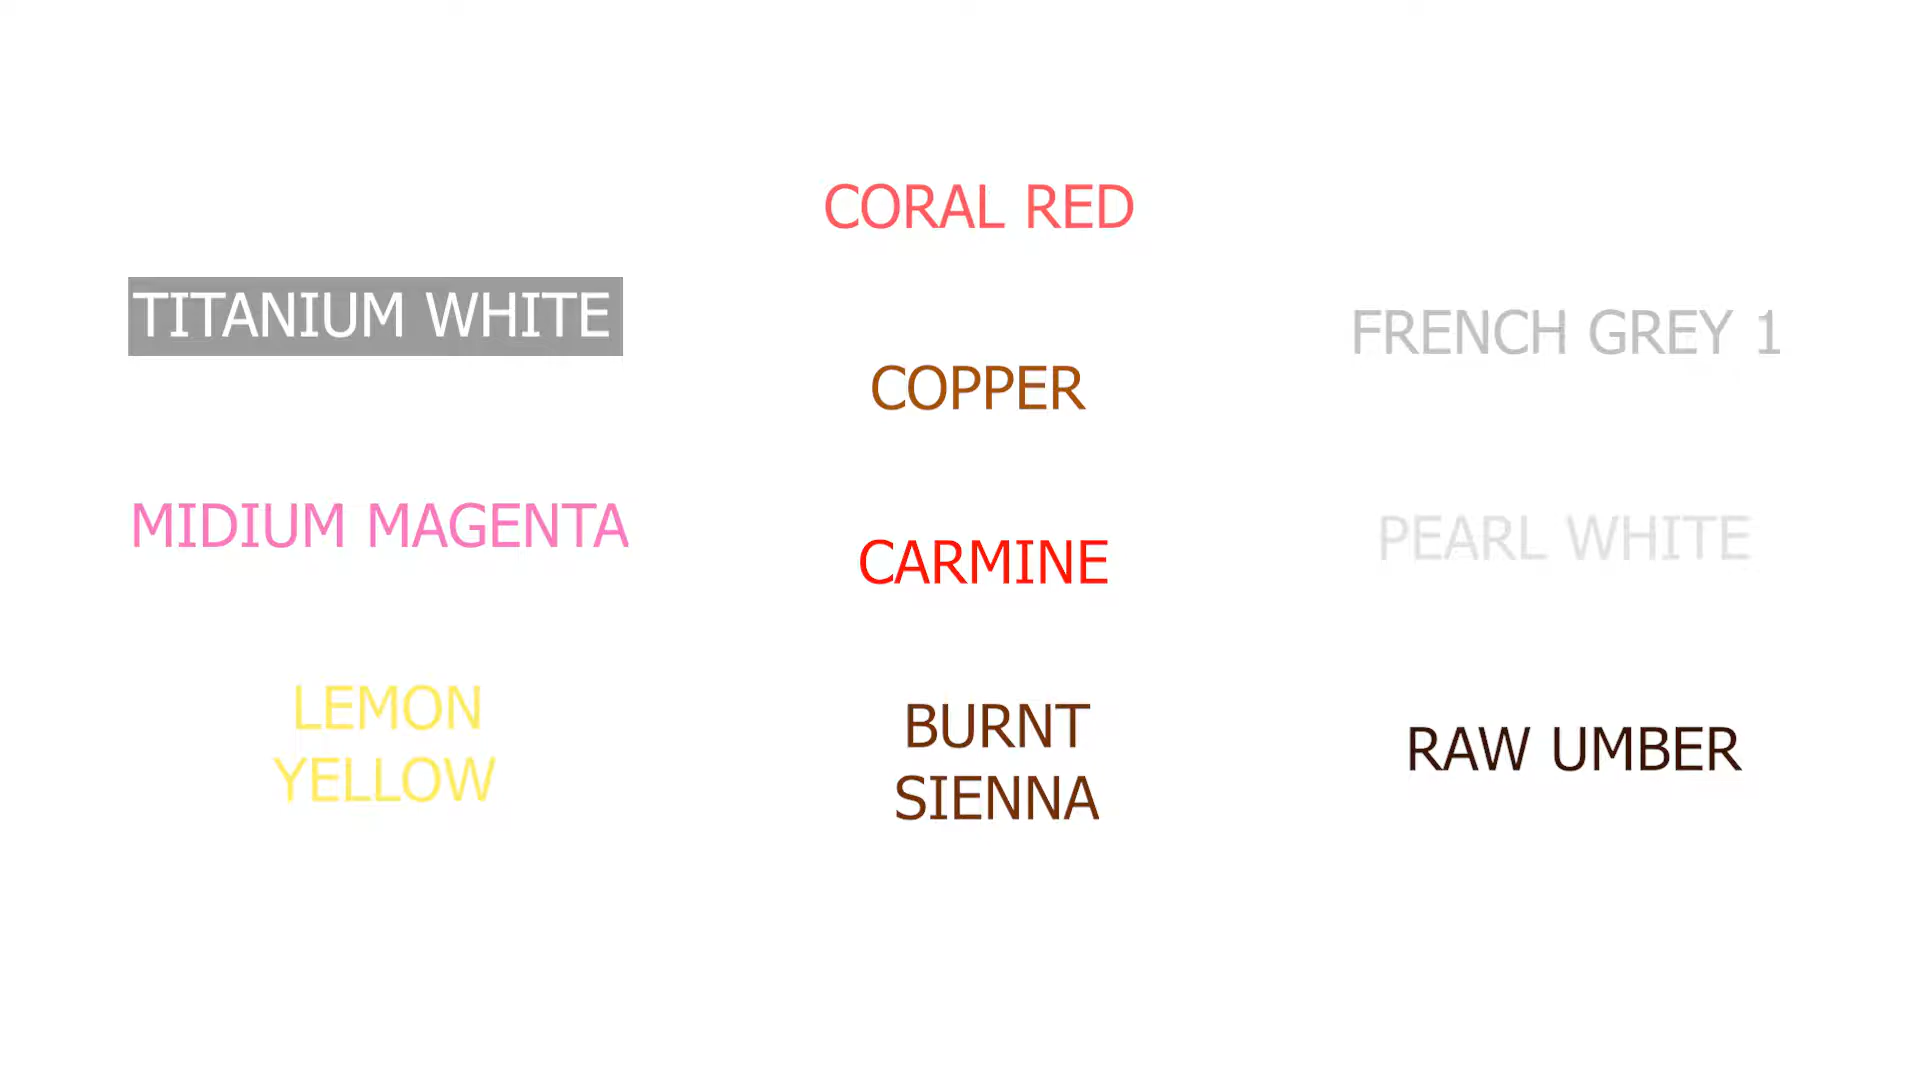 TITANIUM WHITE
MIDIUM MAGENTA
LEMON
YELLOW
CORAL RED
COPPER
CARMINE
BURNT
SIENNA
FRENCH GREY 1
PEARL WHITE
RAW UMBER